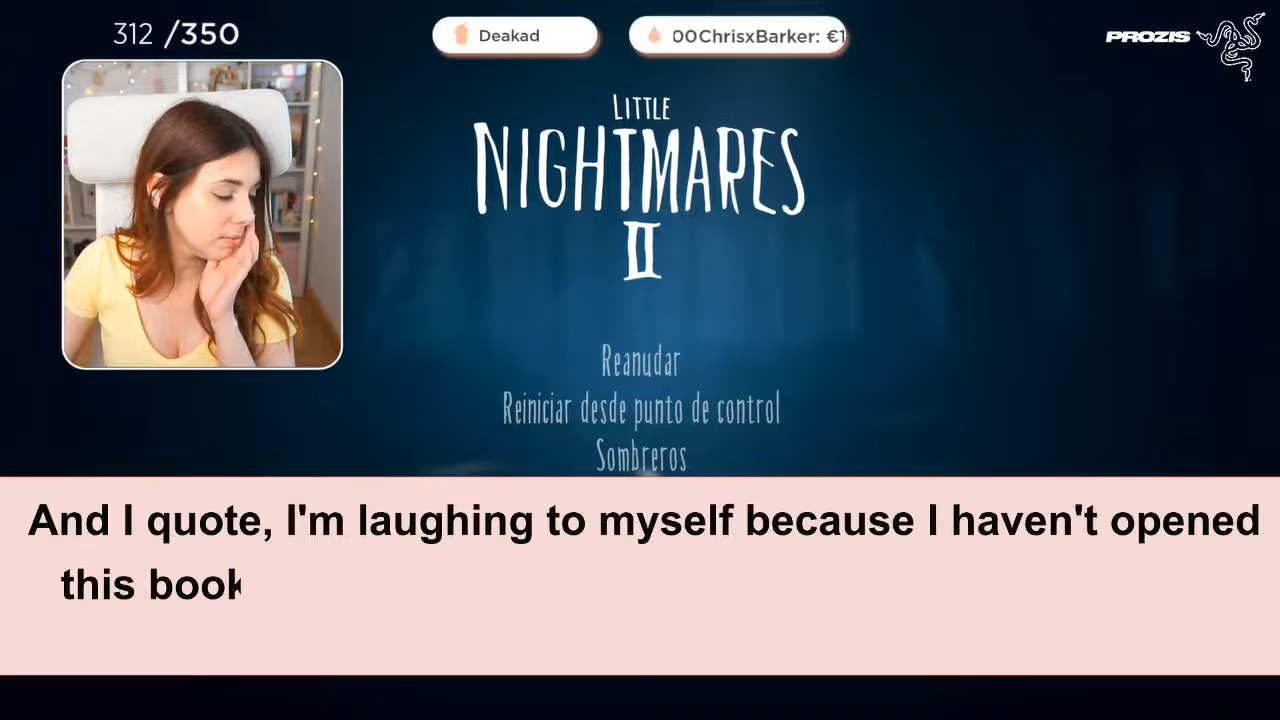 312 /350
Deakad
00ChrisxBarker: €1
PROZIS
LITTLE
NIGHTMARES
II
Reanudar
Reiniciar desde punto de control
Sombreros
And I quote, I'm laughing to myself because I haven't opened
this book